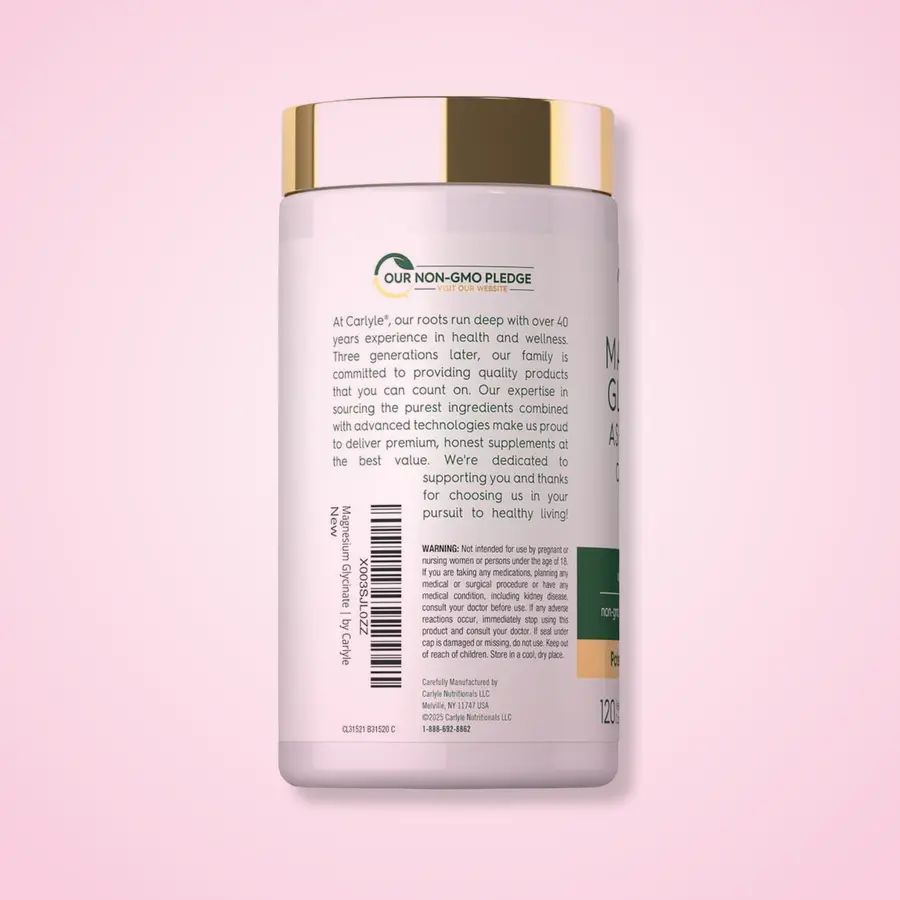 OUR NON-GMO PLEDGE
VISIT OUR WEBSITE
At Carlyle®, our roots run deep with over 40
years experience in health and wellness.
Three generations later, our family is
committed to providing quality products
that you can count on. Our expertise in
sourcing the purest ingredients combined
with advanced technologies make us proud
to deliver premium, honest supplements at
the best value. We're dedicated to
supporting you and thanks
for choosing us in your
pursuit to healthy living!
X003SJL0ZZ
Magnesium Glycinate | by Carlyle
New
WARNING: Not intended for use by pregnant or
nursing women or persons under the age of 18.
If you are taking any medications, planning any
medical or surgical procedure or have any
medical condition, including kidney disease,
consult your doctor before use. If any adverse
reactions occur, immediately stop using this
product and consult your doctor. If seal under
cap is damaged or missing, do not use. Keep out
of reach of children. Store in a cool, dry place.
Carefully Manufactured by
Carlyle Nutritionals LLC
Melville, NY 11747 USA
©2025 Carlyle Nutritionals LLC
1-888-692-8862
CL31521 B31520 C
120